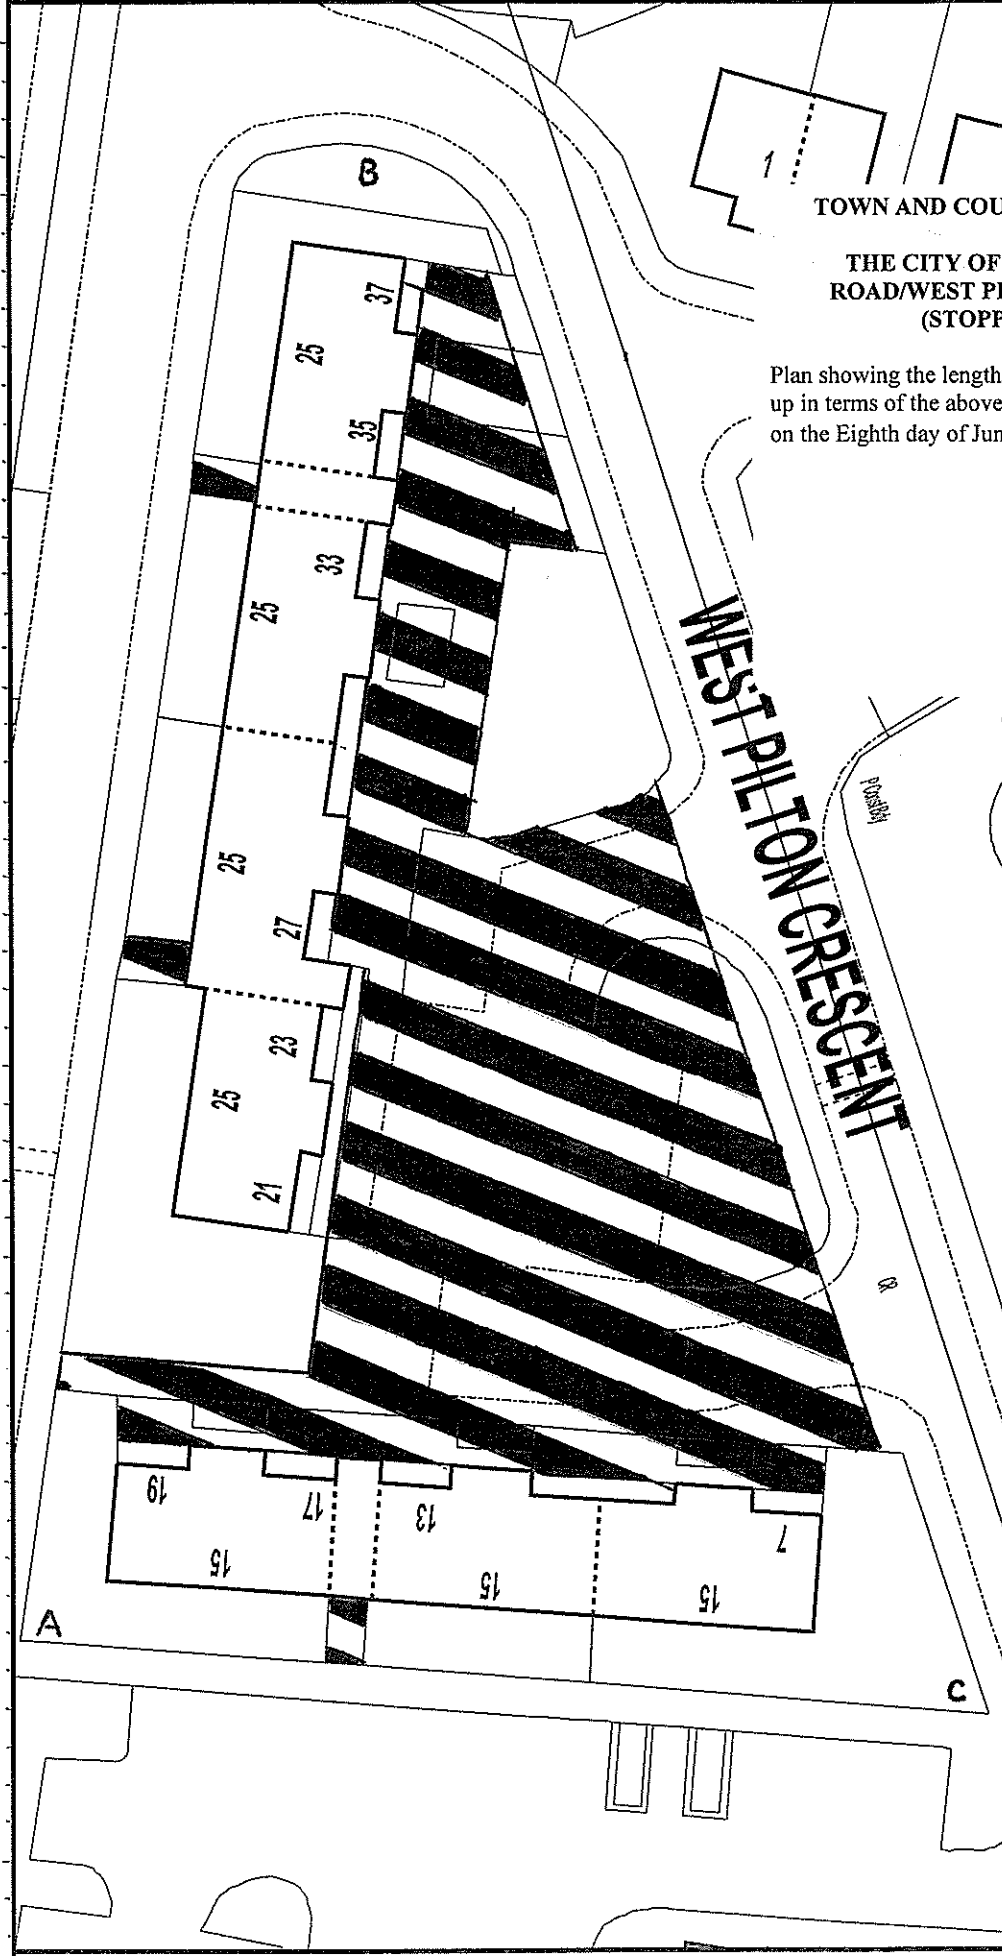 B
1
TOWN AND COU
THE CITY OF
ROAD/WEST PI
(STOPP
Plan showing the length
up in terms of the above
on the Eighth day of Jun
37
25
35
33
25
WEST PILTON CRESCENT
25
27
23
25
21
CR
19
17
13
7
15
15
15
A
C